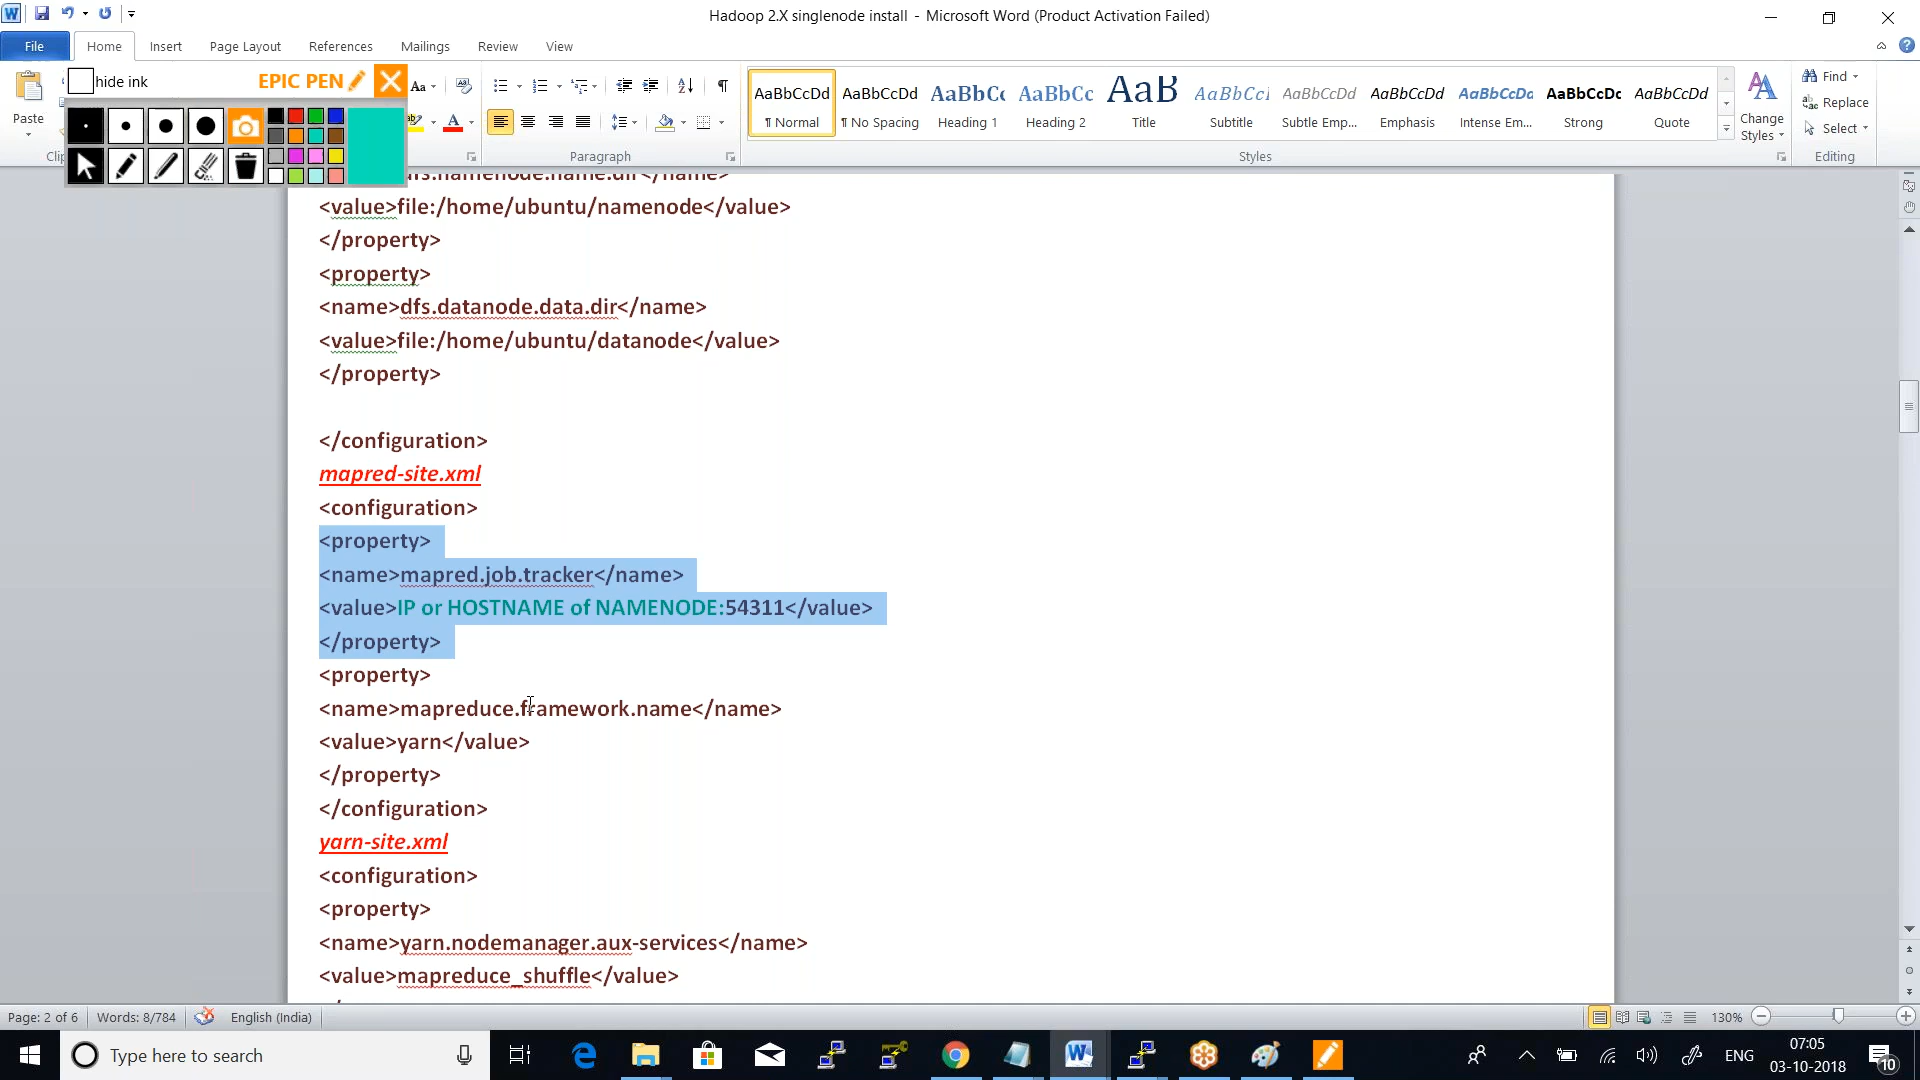 Hadoop 2.X singlenode install - Microsoft Word (Product Activation Failed)
File Home Insert Page Layout References Mailings Review View
hide ink EPIC PEN
Paste
Aa
A
AaBbCcDd AaBbCcDd AaBbCc AaBbCc AaB AaBbCcI AaBbCcDd AaBbCcDd AaBbCcDd AaBbCcDc AaBbCcDd
¶ Normal ¶ No Spacing Heading 1 Heading 2 Title Subtitle Subtle Emp... Emphasis Intense Em... Strong Quote
Change Styles
Find
Replace
Select
Paragraph Styles Editing
<value>file:/home/ubuntu/namenode</value>
</property>
<property>
<name>dfs.datanode.data.dir</name>
<value>file:/home/ubuntu/datanode</value>
</property>
</configuration>
mapred-site.xml
<configuration>
<property>
<name>mapred.job.tracker</name>
<value>IP or HOSTNAME of NAMENODE:54311</value>
</property>
<property>
<name>mapreduce.framework.name</name>
<value>yarn</value>
</property>
</configuration>
yarn-site.xml
<configuration>
<property>
<name>yarn.nodemanager.aux-services</name>
<value>mapreduce_shuffle</value>
Page: 2 of 6 Words: 8/784 English (India) 130%
Type here to search
ENG
07:05
03-10-2018
10